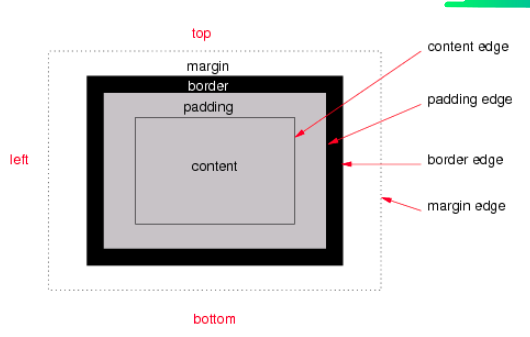 top
content edge
margin
border
padding edge
padding
left
content
border edge
margin edge
bottom